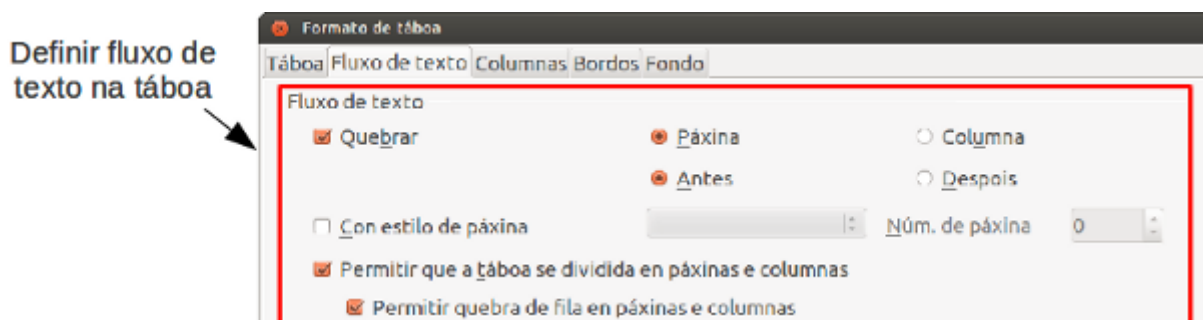 Definir fluxo de
texto na táboa
Formato de táboa
Táboa Fluxo de texto Columnas Bordos Fondo
Fluxo de texto
Quebrar Páxina Columna
Antes Despois
Con estilo de páxina Núm. de páxina 0
Permitir que a táboa se dividida en páxinas e columnas
Permitir quebra de fila en páxinas e columnas